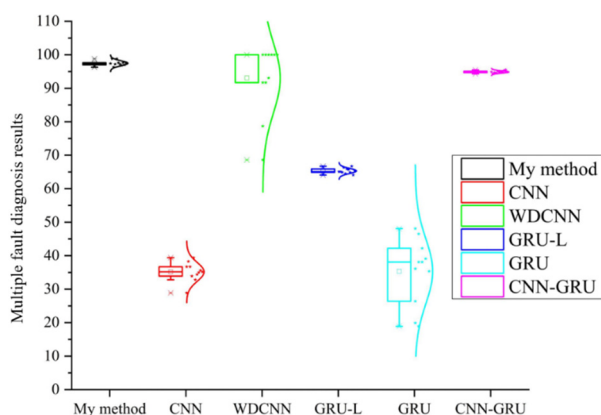 110
100
90
80
70
60
50
40
30
20
10
0
Multiple fault diagnosis results
My method
CNN
WDCNN
GRU-L
GRU
CNN-GRU
My method CNN WDCNN GRU-L GRU CNN-GRU